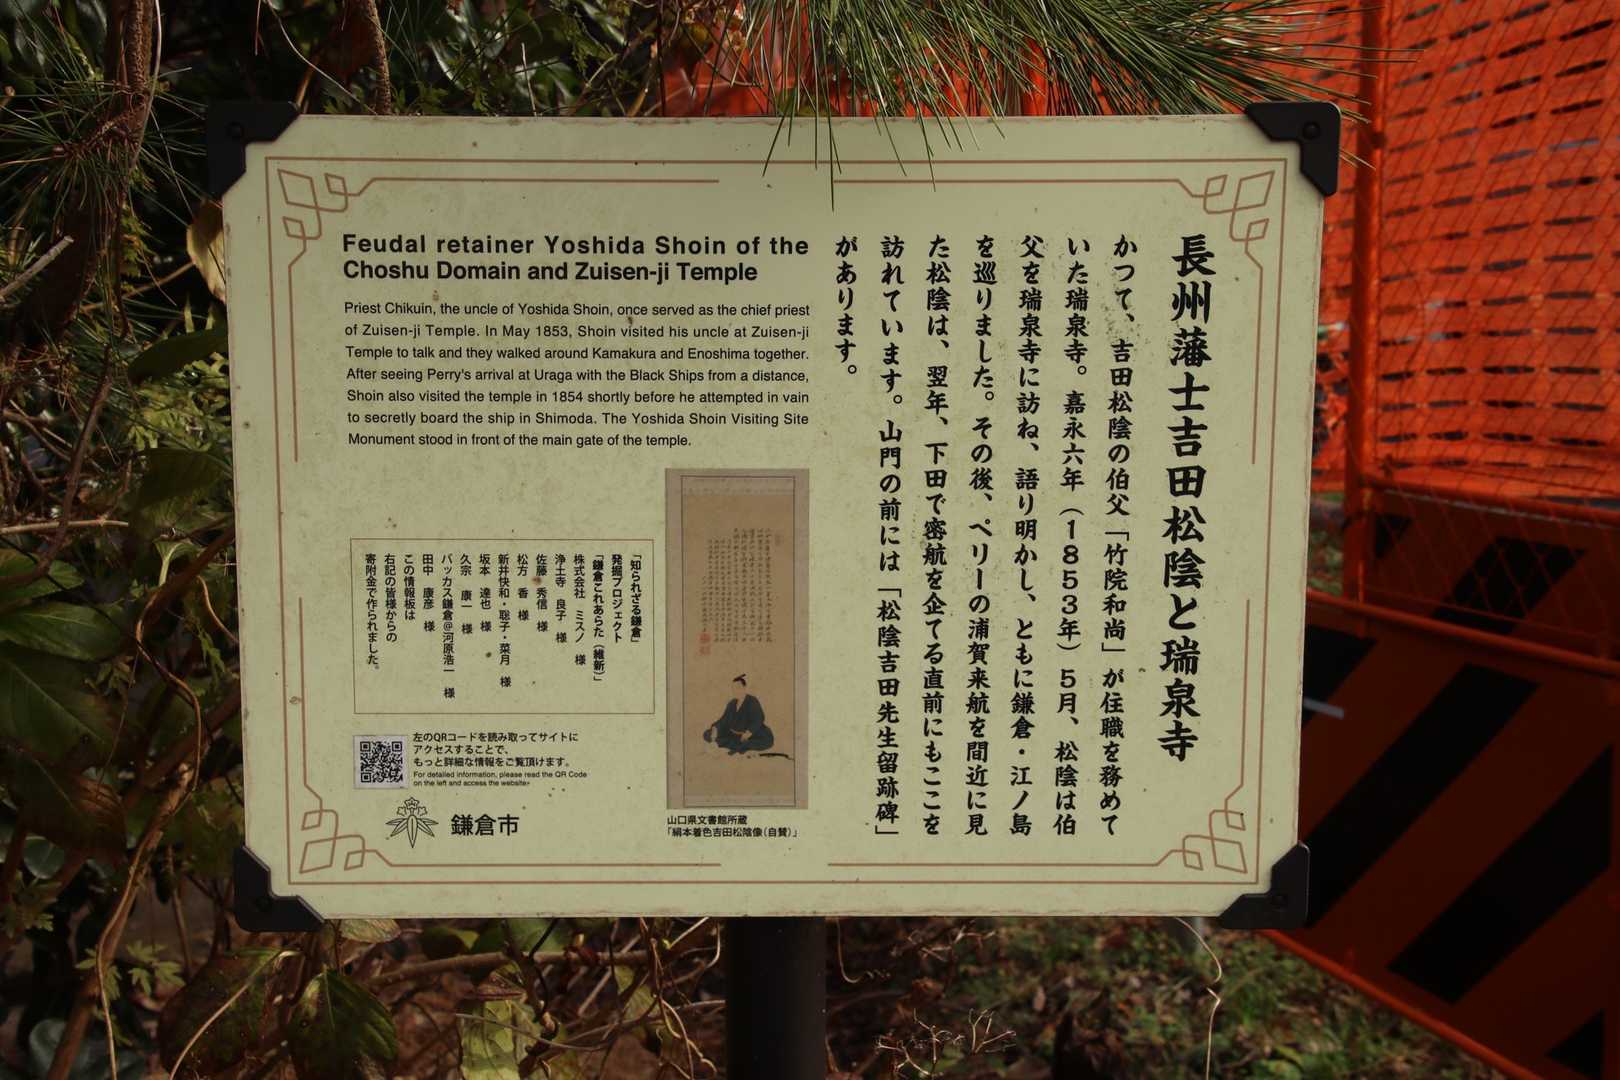 長州藩士吉田松陰と瑞泉寺
かつて、吉田松陰の伯父「竹院和尚」が住職を務めて
いた瑞泉寺。嘉永六年（１８５３年）５月、松陰は伯
父を瑞泉寺に訪ね、語り明かし、ともに鎌倉・江ノ島
を巡りました。その後、ペリーの浦賀来航を間近に見
た松陰は、翌年、下田で密航を企てる直前にもここを
訪れています。山門の前には「松陰吉田先生留跡碑」
があります。
Feudal retainer Yoshida Shoin of the
Choshu Domain and Zuisen-ji Temple
Priest Chikuin, the uncle of Yoshida Shoin, once served as the chief priest
of Zuisen-ji Temple. In May 1853, Shoin visited his uncle at Zuisen-ji
Temple to talk and they walked around Kamakura and Enoshima together.
After seeing Perry's arrival at Uraga with the Black Ships from a distance,
Shoin also visited the temple in 1854 shortly before he attempted in vain
to secretly board the ship in Shimoda. The Yoshida Shoin Visiting Site
Monument stood in front of the main gate of the temple.
山口県文書館所蔵
「絹本着色吉田松陰像（自賛）」
「知られざる鎌倉」
発掘プロジェクト
「鎌倉これあらた（維新）」
株式会社 ミスノ 様
浄土寺 良子 様
佐藤 秀信 様
松方 香 様
新井快和・聡子・菜月 様
坂本 達也 様
久宗 康一 様
バッカス鎌倉＠河原浩一 様
田中 康彦 様
この情報板は
右記の皆様からの
寄附金で作られました。
左のQRコードを読み取ってサイトに
アクセスすることで、
もっと詳細な情報をご覧頂けます。
For detailed information, please read the QR Code
on the left and access the website.
鎌倉市